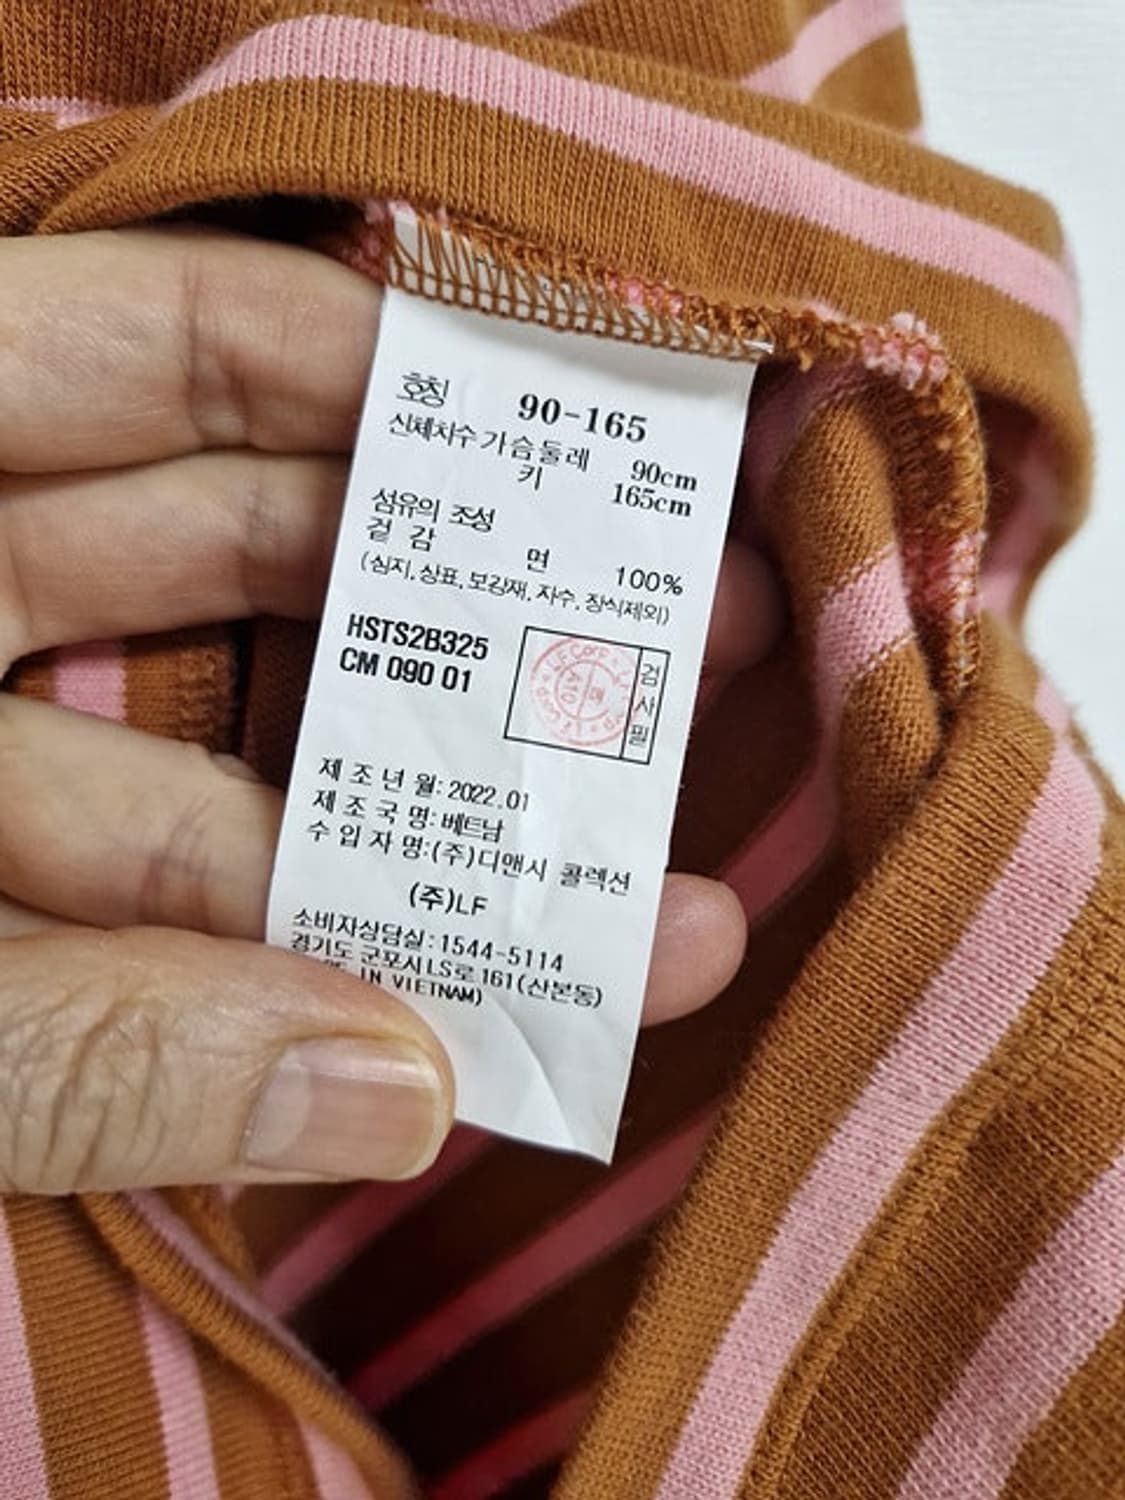 호칭 90-165
신체치수 가슴둘레 90cm
키 165cm
섬유의 조성
겉감 면 100%
(심지, 상표, 보강재, 자수, 장식제외)
HSTS2B325
CM 090 01
검사필
제조년월: 2022.01
제조국명: 베트남
수입자명: (주)디앤시 콜렉션
(주)LF
소비자상담실: 1544-5114
경기도 군포시 LS로 161(산본동)
IN VIETNAM)